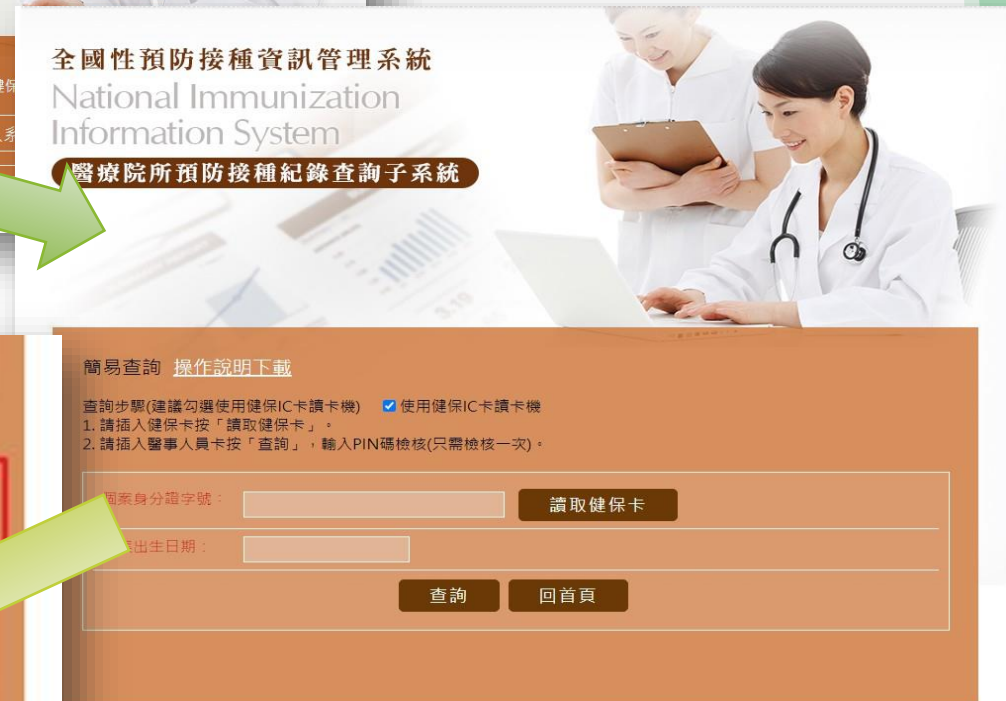 全國性預防接種資訊管理系統
National Immunization
Information System
醫療院所預防接種紀錄查詢子系統
簡易查詢 操作說明下載
查詢步驟(建議勾選使用健保IC卡讀卡機) 使用健保IC卡讀卡機
1. 請插入健保卡按「讀取健保卡」。
2. 請插入醫事人員卡按「查詢」，輸入PIN碼檢核(只需檢核一次)。
個案身分證字號：
讀取健保卡
出生日期：
查詢 回首頁